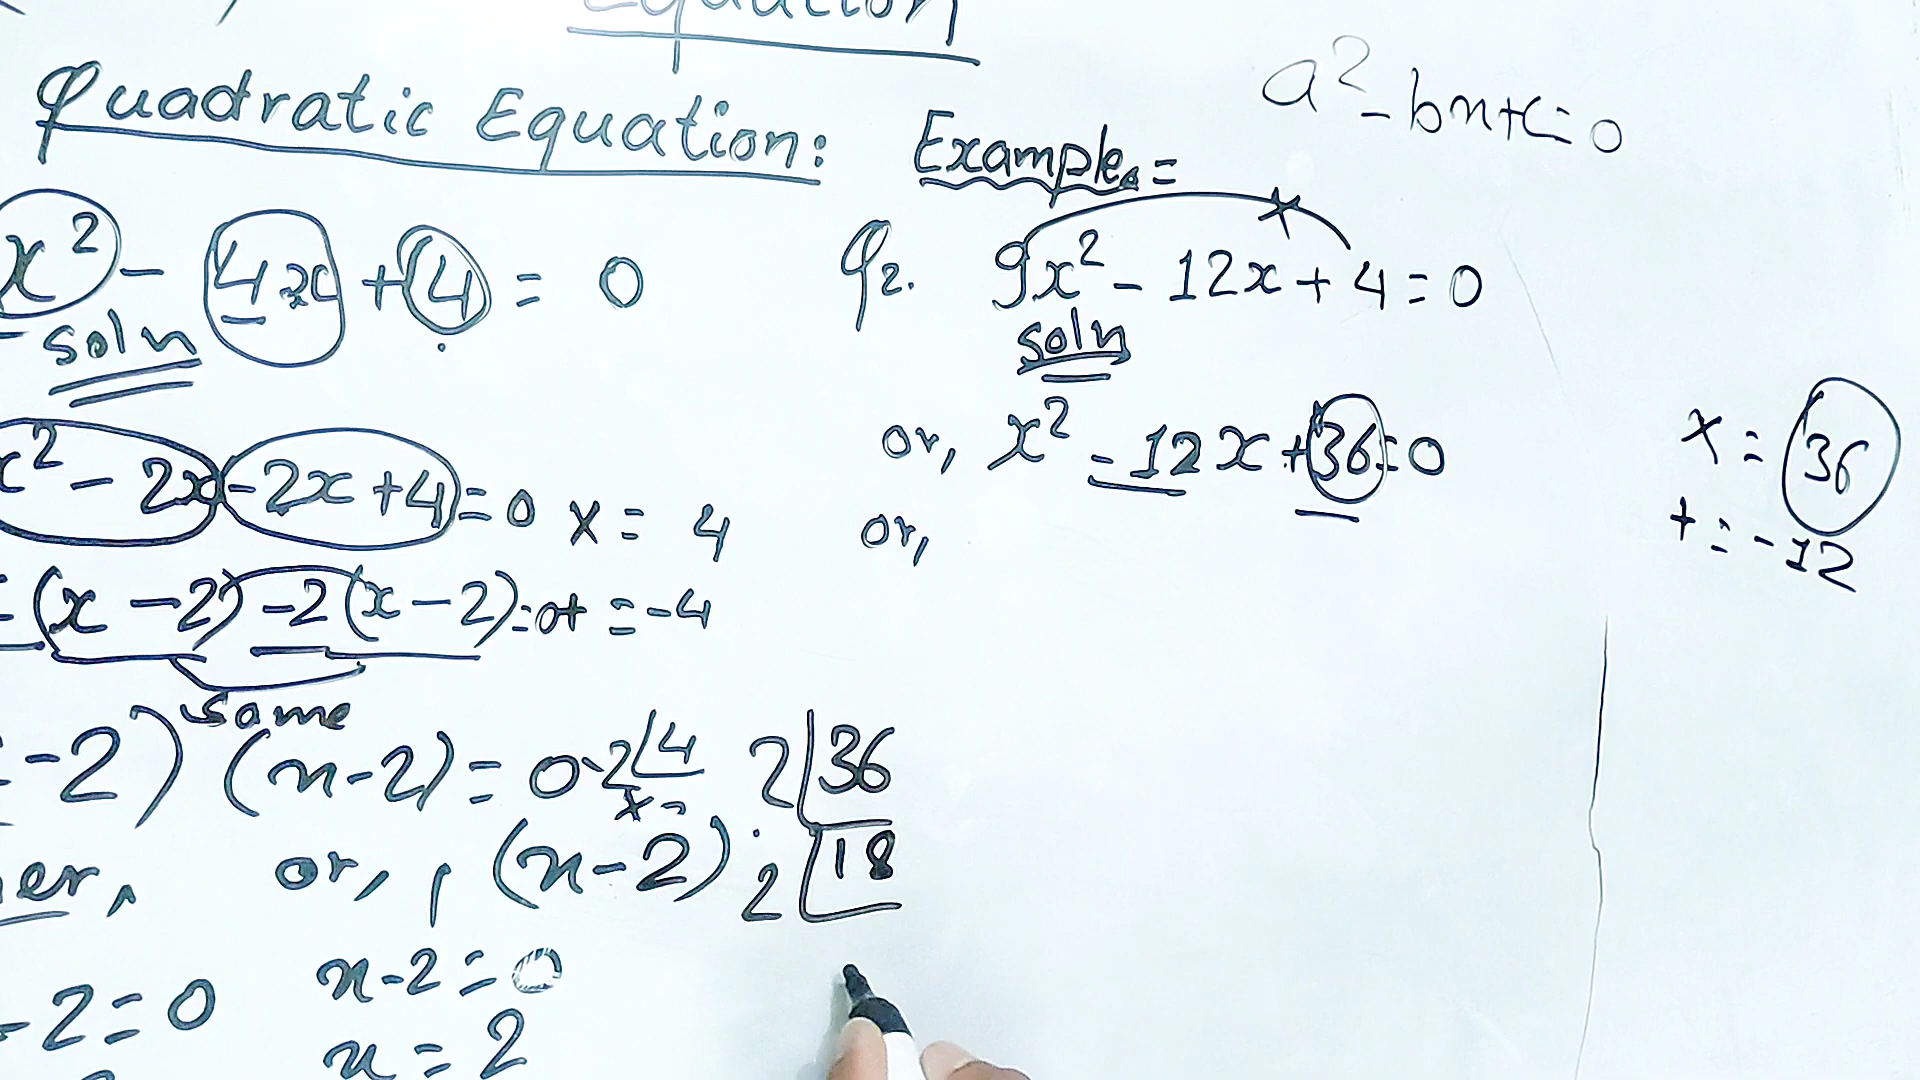 Equation
Quadratic Equation:
x² - 4x + 4 = 0
soln
x² - 2x - 2x + 4 = 0
x = 4
= (x - 2) - 2(x - 2) = 0
+ = -4
same
- 2) (x - 2) = 0
2 4
2 36
2 18
er, or, (x - 2)
- 2 = 0
x - 2 = 0
x = 2
a² - bx + c = 0
Example =
Q2. 9x² - 12x + 4 = 0
soln
or, x² - 12x + 36 = 0
or,
x = 36
+ = -12